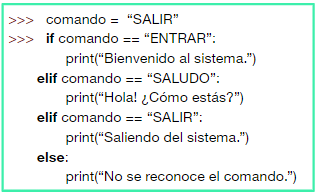 >>> comando = “SALIR”
>>> if comando == “ENTRAR”:
print(“Bienvenido al sistema.”)
elif comando == “SALUDO”:
print(“Hola! ¿Cómo estás?”)
elif comando == “SALIR”:
print(“Saliendo del sistema.”)
else:
print(“No se reconoce el comando.”)